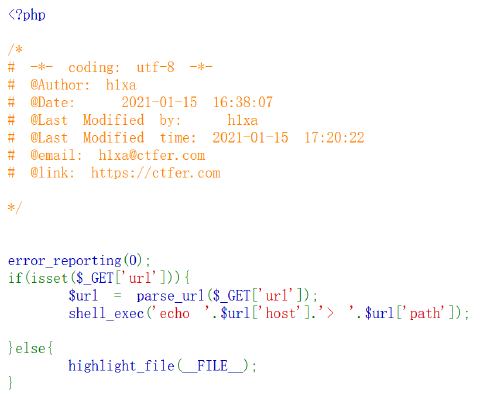 <?php
/*
# -*- coding: utf-8 -*-
# @Author: h1xa
# @Date:   2021-01-15 16:38:07
# @Last Modified by:   h1xa
# @Last Modified time: 2021-01-15 17:20:22
# @email: h1xa@ctfer.com
# @link: https://ctfer.com
*/
error_reporting(0);
if(isset($_GET['url'])){
        $url = parse_url($_GET['url']);
        shell_exec('echo '.$url['host'].'> '.$url['path']);
}else{
        highlight_file(__FILE__);
}